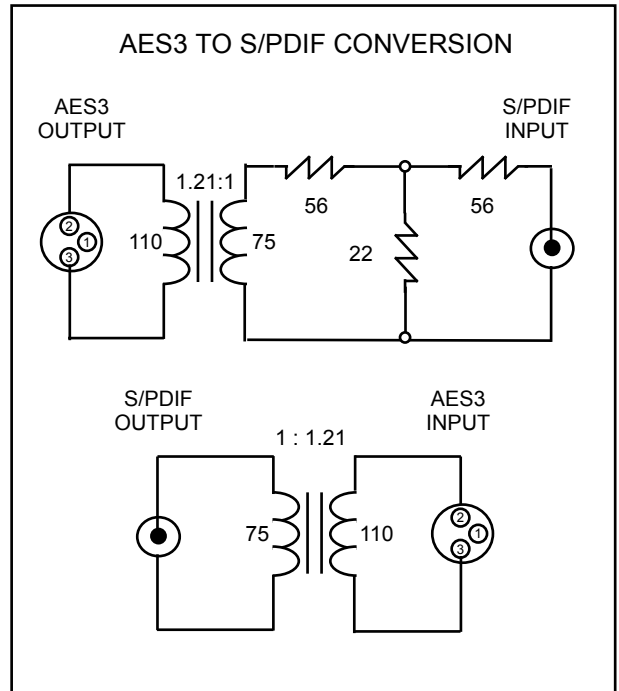 AES3 TO S/PDIF CONVERSION
AES3
OUTPUT
S/PDIF
INPUT
1.21:1
56
56
2
1
3
110
75
22
S/PDIF
OUTPUT
AES3
INPUT
1 : 1.21
75
110
2
1
3